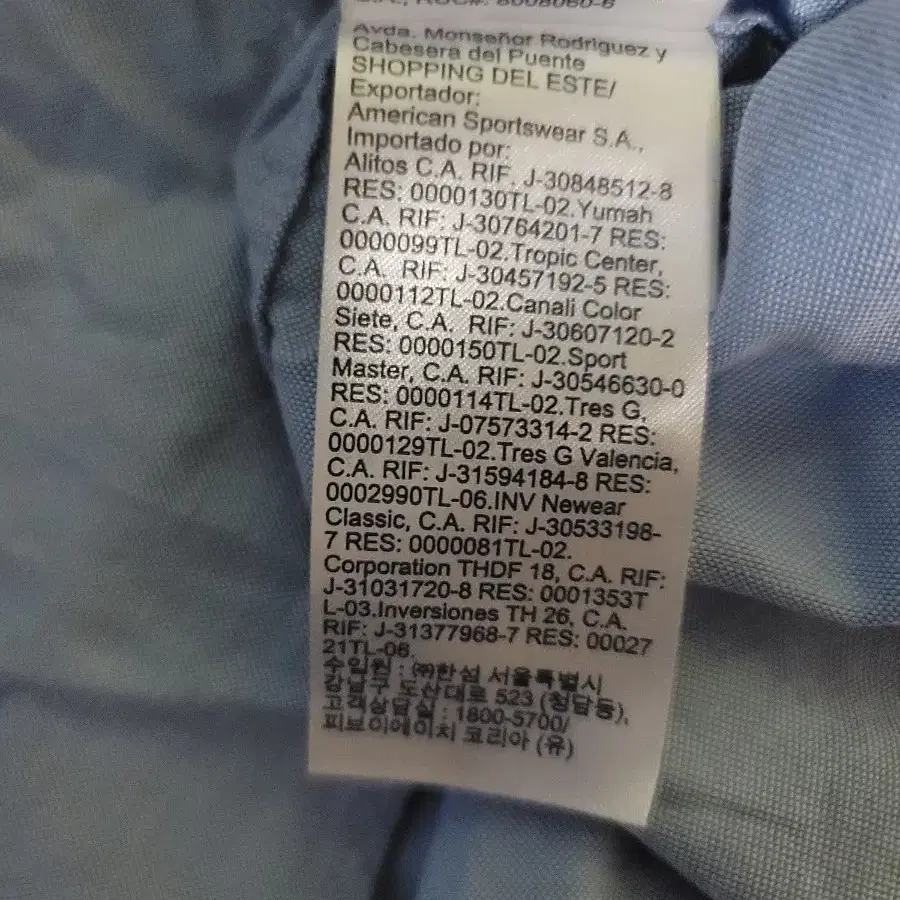 S.A., RUC#: 8008060-6
Avda. Monseñor Rodriguez y
Cabesera del Puente
SHOPPING DEL ESTE/
Exportador:
American Sportswear S.A.,
Importado por:
Alitos C.A. RIF. J-30848512-8
RES: 0000130TL-02.Yumah
C.A. RIF: J-30764201-7 RES:
0000099TL-02.Tropic Center,
C.A. RIF: J-30457192-5 RES:
0000112TL-02.Canali Color
Siete, C.A. RIF: J-30607120-2
RES: 0000150TL-02.Sport
Master, C.A. RIF: J-30546630-0
RES: 0000114TL-02.Tres G,
C.A. RIF: J-07573314-2 RES:
0000129TL-02.Tres G Valencia,
C.A. RIF: J-31594184-8 RES:
0002990TL-06.INV Newear
Classic, C.A. RIF: J-30533198-
7 RES: 0000081TL-02.
Corporation THDF 18, C.A. RIF:
J-31031720-8 RES: 0001353T
L-03.Inversiones TH 26, C.A.
RIF: J-31377968-7 RES: 00027
21TL-06.
수입원 : ㈜한섬 서울특별시
강남구 도산대로 523 (청담동),
고객상담실 : 1800-5700/
피브이에이치 코리아 (유)